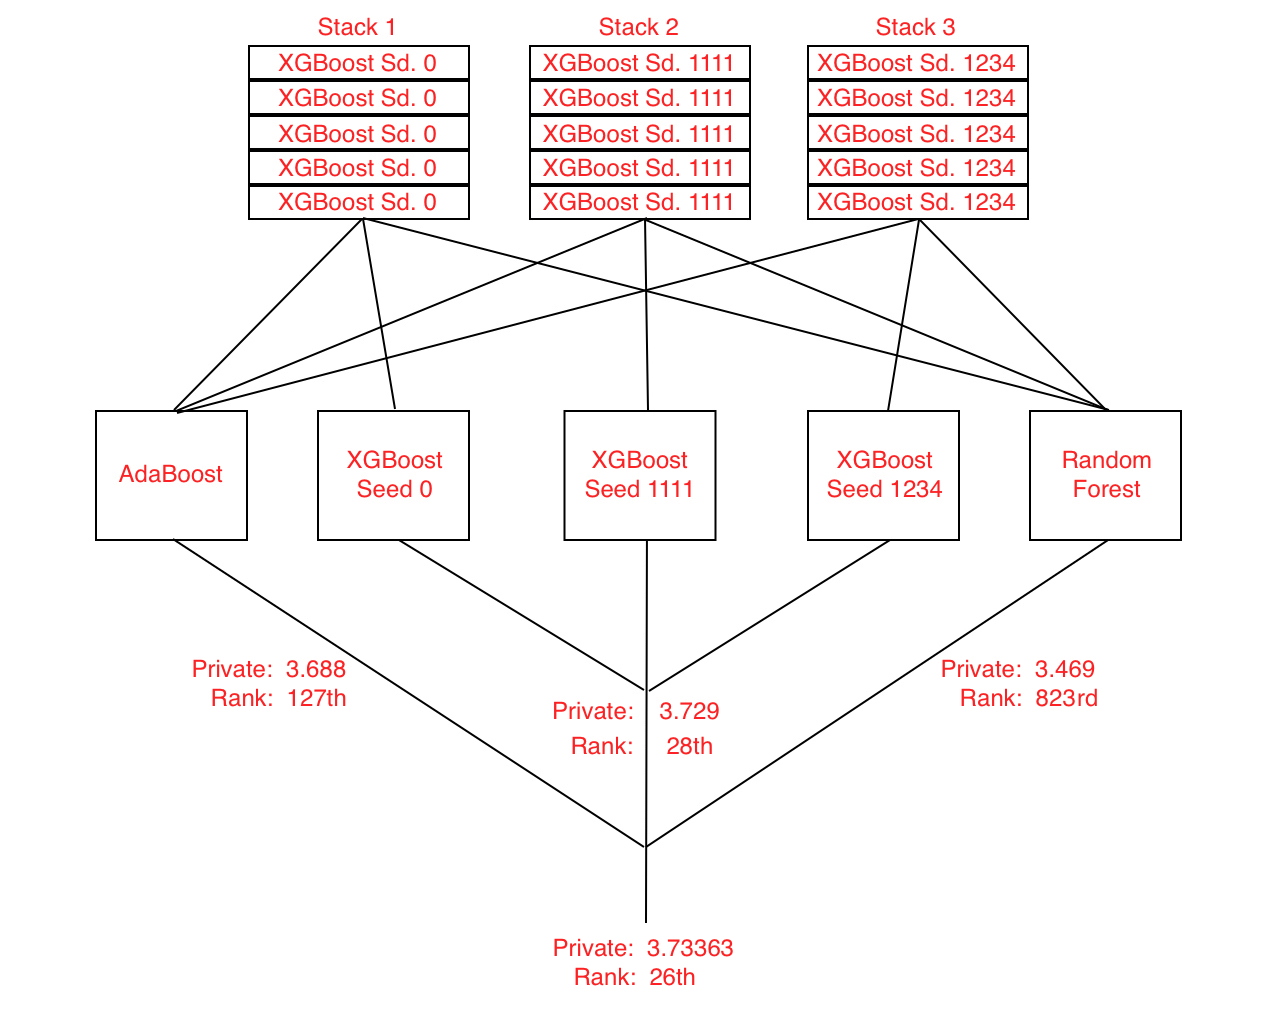 Stack 1
Stack 2
Stack 3
XGBoost Sd. 0
XGBoost Sd. 1111
XGBoost Sd. 1234
XGBoost Sd. 0
XGBoost Sd. 1111
XGBoost Sd. 1234
XGBoost Sd. 0
XGBoost Sd. 1111
XGBoost Sd. 1234
XGBoost Sd. 0
XGBoost Sd. 1111
XGBoost Sd. 1234
XGBoost Sd. 0
XGBoost Sd. 1111
XGBoost Sd. 1234
AdaBoost
XGBoost
Seed 0
XGBoost
Seed 1111
XGBoost
Seed 1234
Random
Forest
Private: 3.688
Rank: 127th
Private: 3.729
Rank: 28th
Private: 3.469
Rank: 823rd
Private: 3.73363
Rank: 26th